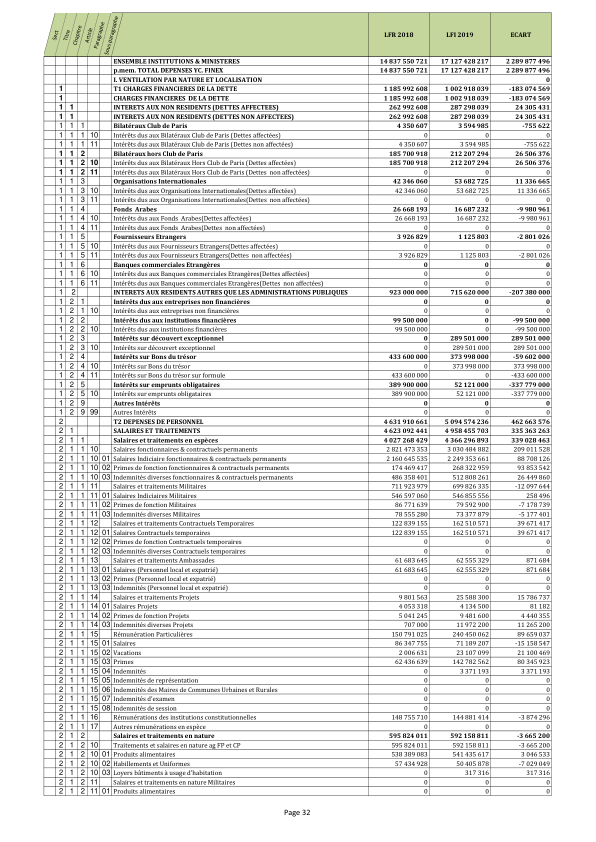 Sect Titre Chapitre Article Paragraphe Sous Paragraphe LFR 2018 LFI 2019 ECART
ENSEMBLE INSTITUTIONS & MINISTERES 14 837 550 721 17 127 428 217 2 289 877 496
p.mem. TOTAL DEPENSES YC. FINEX 14 837 550 721 17 127 428 217 2 289 877 496
I. VENTILATION PAR NATURE ET LOCALISATION 0
1 T1 CHARGES FINANCIERES DE LA DETTE 1 185 992 608 1 002 918 039 -183 074 569
1 CHARGES FINANCIERES DE LA DETTE 1 185 992 608 1 002 918 039 -183 074 569
1 1 INTERETS AUX NON RESIDENTS (DETTES AFFECTEES) 262 992 608 287 298 039 24 305 431
1 1 INTERETS AUX NON RESIDENTS (DETTES NON AFFECTEES) 262 992 608 287 298 039 24 305 431
1 1 1 Bilatéraux Club de Paris 4 350 607 3 594 985 -755 622
1 1 1 10 Intérêts dus aux Bilatéraux Club de Paris (Dettes affectées) 0 0 0
1 1 1 11 Intérêts dus aux Bilatéraux Club de Paris (Dettes non affectées) 4 350 607 3 594 985 -755 622
1 1 2 Bilatéraux hors Club de Paris 185 700 918 212 207 294 26 506 376
1 1 2 10 Intérêts dus aux Bilatéraux Hors Club de Paris (Dettes affectées) 185 700 918 212 207 294 26 506 376
1 1 2 11 Intérêts dus aux Bilatéraux Hors Club de Paris (Dettes non affectées) 0 0 0
1 1 3 Organisations Internationales 42 346 060 53 682 725 11 336 665
1 1 3 10 Intérêts dus aux Organisations Internationales(Dettes affectées) 42 346 060 53 682 725 11 336 665
1 1 3 11 Intérêts dus aux Organisations Internationales(Dettes non affectées) 0 0 0
1 1 4 Fonds Arabes 26 668 193 16 687 232 -9 980 961
1 1 4 10 Intérêts dus aux Fonds Arabes(Dettes affectées) 26 668 193 16 687 232 -9 980 961
1 1 4 11 Intérêts dus aux Fonds Arabes(Dettes non affectées) 0 0 0
1 1 5 Fournisseurs Etrangers 3 926 829 1 125 803 -2 801 026
1 1 5 10 Intérêts dus aux Fournisseurs Etrangers(Dettes affectées) 0 0 0
1 1 5 11 Intérêts dus aux Fournisseurs Etrangers(Dettes non affectées) 3 926 829 1 125 803 -2 801 026
1 1 6 Banques commerciales Etrangères 0 0 0
1 1 6 10 Intérêts dus aux Banques commerciales Etrangères(Dettes affectées) 0 0 0
1 1 6 11 Intérêts dus aux Banques commerciales Etrangères(Dettes non affectées) 0 0 0
1 2 INTERETS AUX RESIDENTS AUTRES QUE LES ADMINISTRATIONS PUBLIQUES 923 000 000 715 620 000 -207 380 000
1 2 1 Intérêts dus aux entreprises non financières 0 0 0
1 2 1 10 Intérêts dus aux entreprises non financières 0 0 0
1 2 2 Intérêts dus aux institutions financières 99 500 000 0 -99 500 000
1 2 2 10 Intérêts dus aux institutions financières 99 500 000 0 -99 500 000
1 2 3 Intérêts sur découvert exceptionnel 0 289 501 000 289 501 000
1 2 3 10 Intérêts sur découvert exceptionnel 0 289 501 000 289 501 000
1 2 4 Intérêts sur Bons du trésor 433 600 000 373 998 000 -59 602 000
1 2 4 10 Intérêts sur Bons du trésor 0 373 998 000 373 998 000
1 2 4 11 Intérêts sur Bons du trésor sur formule 433 600 000 0 -433 600 000
1 2 5 Intérêts sur emprunts obligataires 389 900 000 52 121 000 -337 779 000
1 2 5 10 Intérêts sur emprunts obligataires 389 900 000 52 121 000 -337 779 000
1 2 9 Autres Intérêts 0 0 0
1 2 9 99 Autres Intérêts 0 0 0
2 T2 DEPENSES DE PERSONNEL 4 631 910 661 5 094 574 236 462 663 576
2 1 SALAIRES ET TRAITEMENTS 4 623 092 441 4 958 455 703 335 363 263
2 1 1 Salaires et traitements en espèces 4 027 268 429 4 366 296 893 339 028 463
2 1 1 10 Salaires fonctionnaires & contractuels permanents 2 821 473 353 3 030 484 882 209 011 528
2 1 1 10 01 Salaires Indiciaire fonctionnaires & contractuels permanents 2 160 645 535 2 249 353 661 88 708 126
2 1 1 10 02 Primes de fonction fonctionnaires & contractuels permanents 174 469 417 268 322 959 93 853 542
2 1 1 10 03 Indemnités diverses fonctionnaires & contractuels permanents 486 358 401 512 808 261 26 449 860
2 1 1 11 Salaires et traitements Militaires 711 923 979 699 826 335 -12 097 644
2 1 1 11 01 Salaires Indiciaires Militaires 546 597 060 546 855 556 258 496
2 1 1 11 02 Primes de fonction Militaires 86 771 639 79 592 900 -7 178 739
2 1 1 11 03 Indemnités diverses Militaires 78 555 280 73 377 879 -5 177 401
2 1 1 12 Salaires et traitements Contractuels Temporaires 122 839 155 162 510 571 39 671 417
2 1 1 12 01 Salaires Contractuels temporaires 122 839 155 162 510 571 39 671 417
2 1 1 12 02 Primes de fonction Contractuels temporaires 0 0 0
2 1 1 12 03 Indemnités diverses Contractuels temporaires 0 0 0
2 1 1 13 Salaires et traitements Ambassades 61 683 645 62 555 329 871 684
2 1 1 13 01 Salaires (Personnel local et expatrié) 61 683 645 62 555 329 871 684
2 1 1 13 02 Primes (Personnel local et expatrié) 0 0 0
2 1 1 13 03 Indemnités (Personnel local et expatrié) 0 0 0
2 1 1 14 Salaires et traitements Projets 9 801 563 25 588 300 15 786 737
2 1 1 14 01 Salaires Projets 4 053 318 4 134 500 81 182
2 1 1 14 02 Primes de fonction Projets 5 041 245 9 481 600 4 440 355
2 1 1 14 03 Indemnités diverses Projets 707 000 11 972 200 11 265 200
2 1 1 15 Rémunération Particulières 150 791 025 240 450 062 89 659 037
2 1 1 15 01 Salaires 86 347 755 71 189 207 -15 158 547
2 1 1 15 02 Vacations 2 006 631 23 107 099 21 100 469
2 1 1 15 03 Primes 62 436 639 142 782 562 80 345 923
2 1 1 15 04 Indemnités 0 3 371 193 3 371 193
2 1 1 15 05 Indemnités de représentation 0 0 0
2 1 1 15 06 Indemnités des Maires de Communes Urbaines et Rurales 0 0 0
2 1 1 15 07 Indemnités d'examen 0 0 0
2 1 1 15 08 Indemnités de session 0 0 0
2 1 1 16 Rémunérations des institutions constitutionnelles 148 755 710 144 881 414 -3 874 296
2 1 1 17 Autres rémunérations en espèce 0 0 0
2 1 2 Salaires et traitements en nature 595 824 011 592 158 811 -3 665 200
2 1 2 10 Traitements et salaires en nature ag FP et CP 595 824 011 592 158 811 -3 665 200
2 1 2 10 01 Produits alimentaires 538 389 083 541 435 617 3 046 533
2 1 2 10 02 Habillements et Uniformes 57 434 928 50 405 878 -7 029 049
2 1 2 10 03 Loyers bâtiments à usage d'habitation 0 317 316 317 316
2 1 2 11 Salaires et traitements en nature Militaires 0 0 0
2 1 2 11 01 Produits alimentaires 0 0 0
Page 32